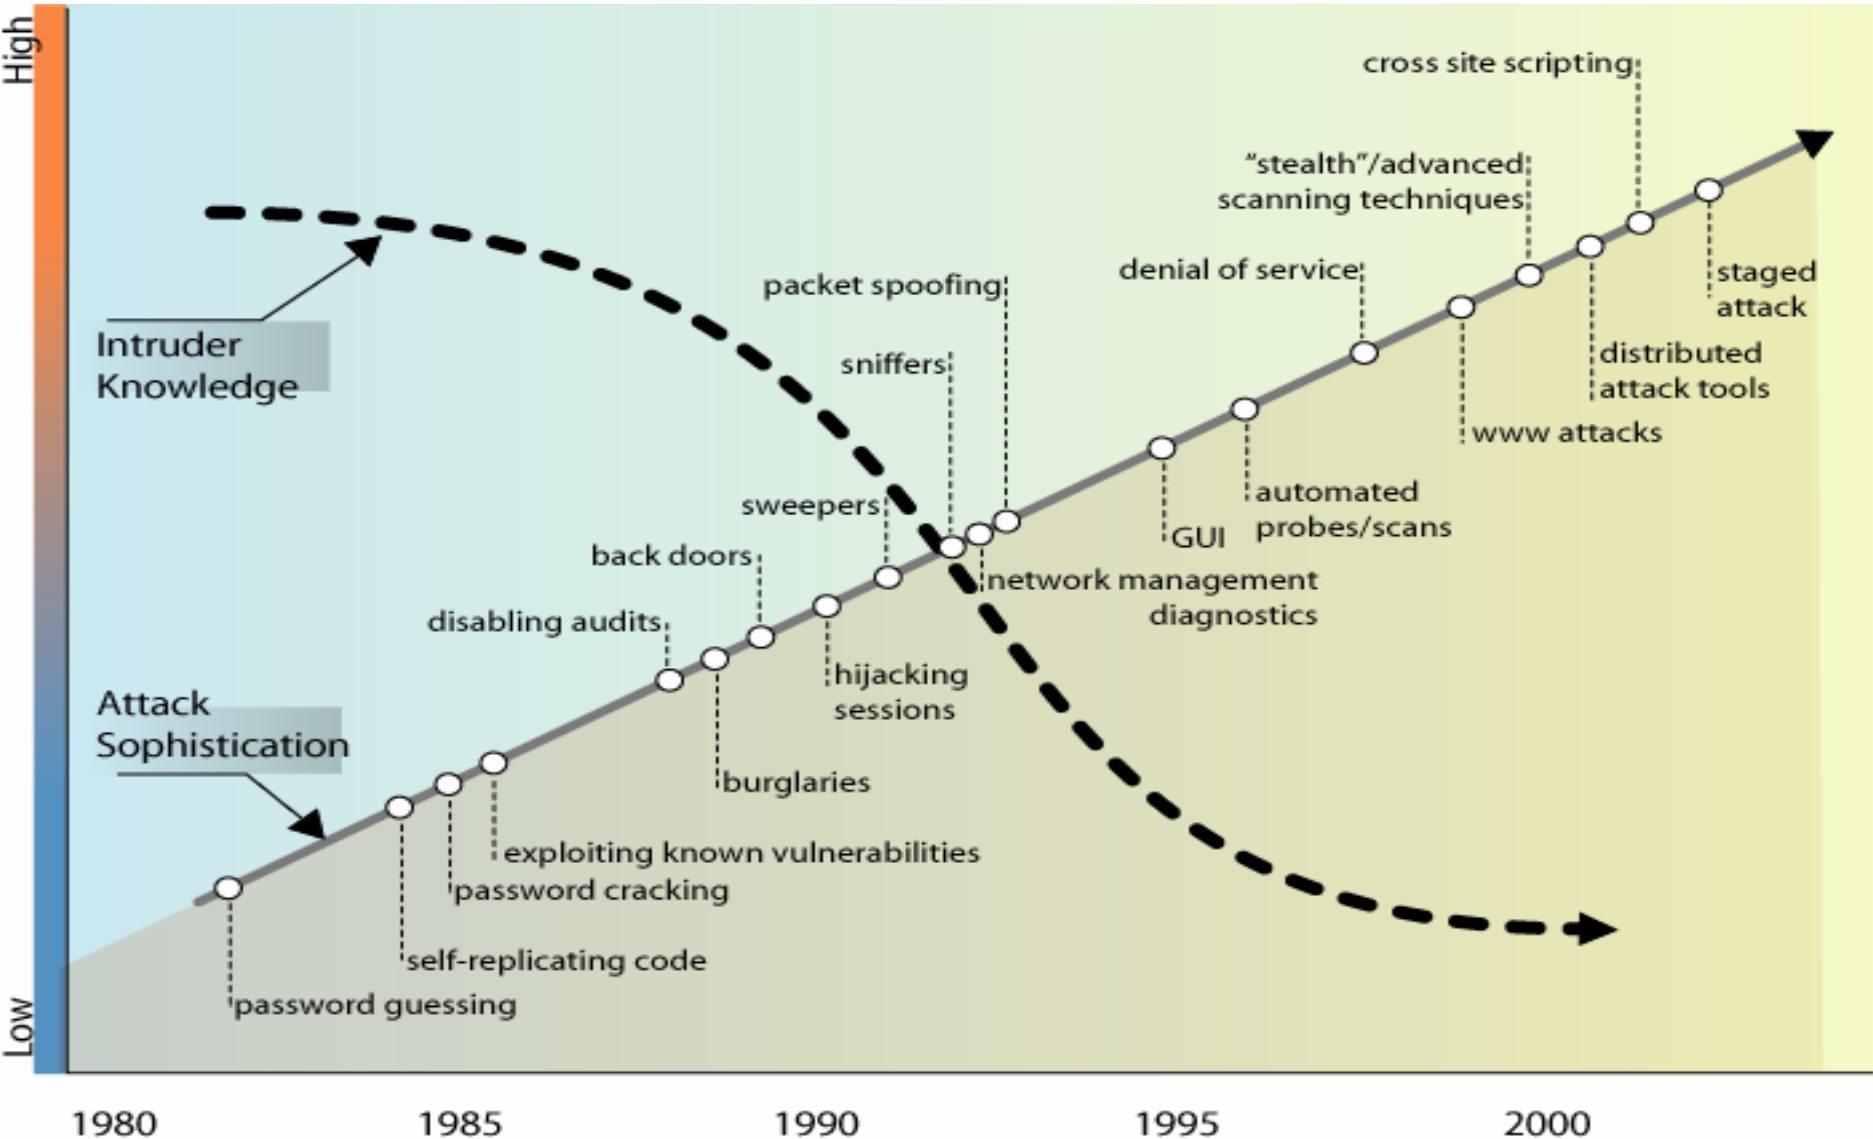 High
cross site scripting
"stealth"/advanced
scanning techniques
denial of service
packet spoofing
staged
attack
Intruder
Knowledge
sniffers
distributed
attack tools
www attacks
sweepers
automated
probes/scans
GUI
back doors
network management
diagnostics
disabling audits
hijacking
sessions
Attack
Sophistication
burglaries
exploiting known vulnerabilities
password cracking
self-replicating code
password guessing
Low
1980 1985 1990 1995 2000